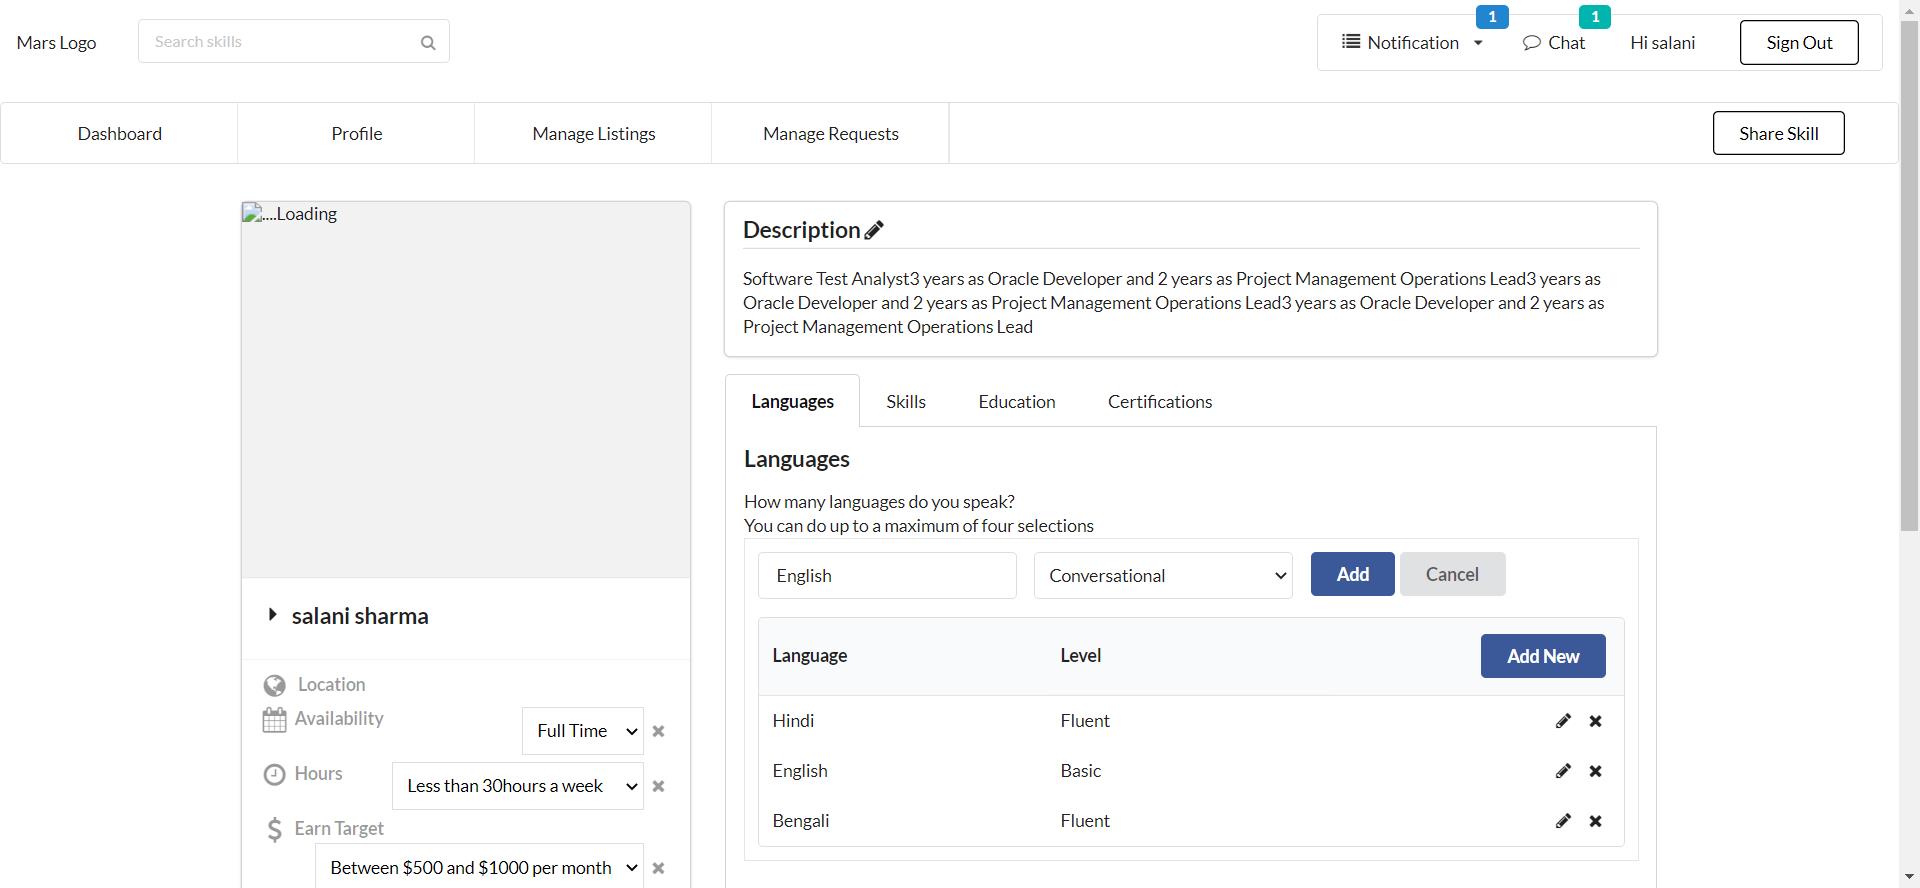 Mars Logo
Search skills
Notification
1
Chat
1
Hi salani
Sign Out
Dashboard
Profile
Manage Listings
Manage Requests
Share Skill
....Loading
salani sharma
Location
Availability
Full Time
Hours
Less than 30hours a week
Earn Target
Between $500 and $1000 per month
Description
Software Test Analyst3 years as Oracle Developer and 2 years as Project Management Operations Lead3 years as
Oracle Developer and 2 years as Project Management Operations Lead3 years as Oracle Developer and 2 years as
Project Management Operations Lead
Languages
Skills
Education
Certifications
Languages
How many languages do you speak?
You can do up to a maximum of four selections
English
Conversational
Add
Cancel
Language
Level
Add New
Hindi
Fluent
English
Basic
Bengali
Fluent